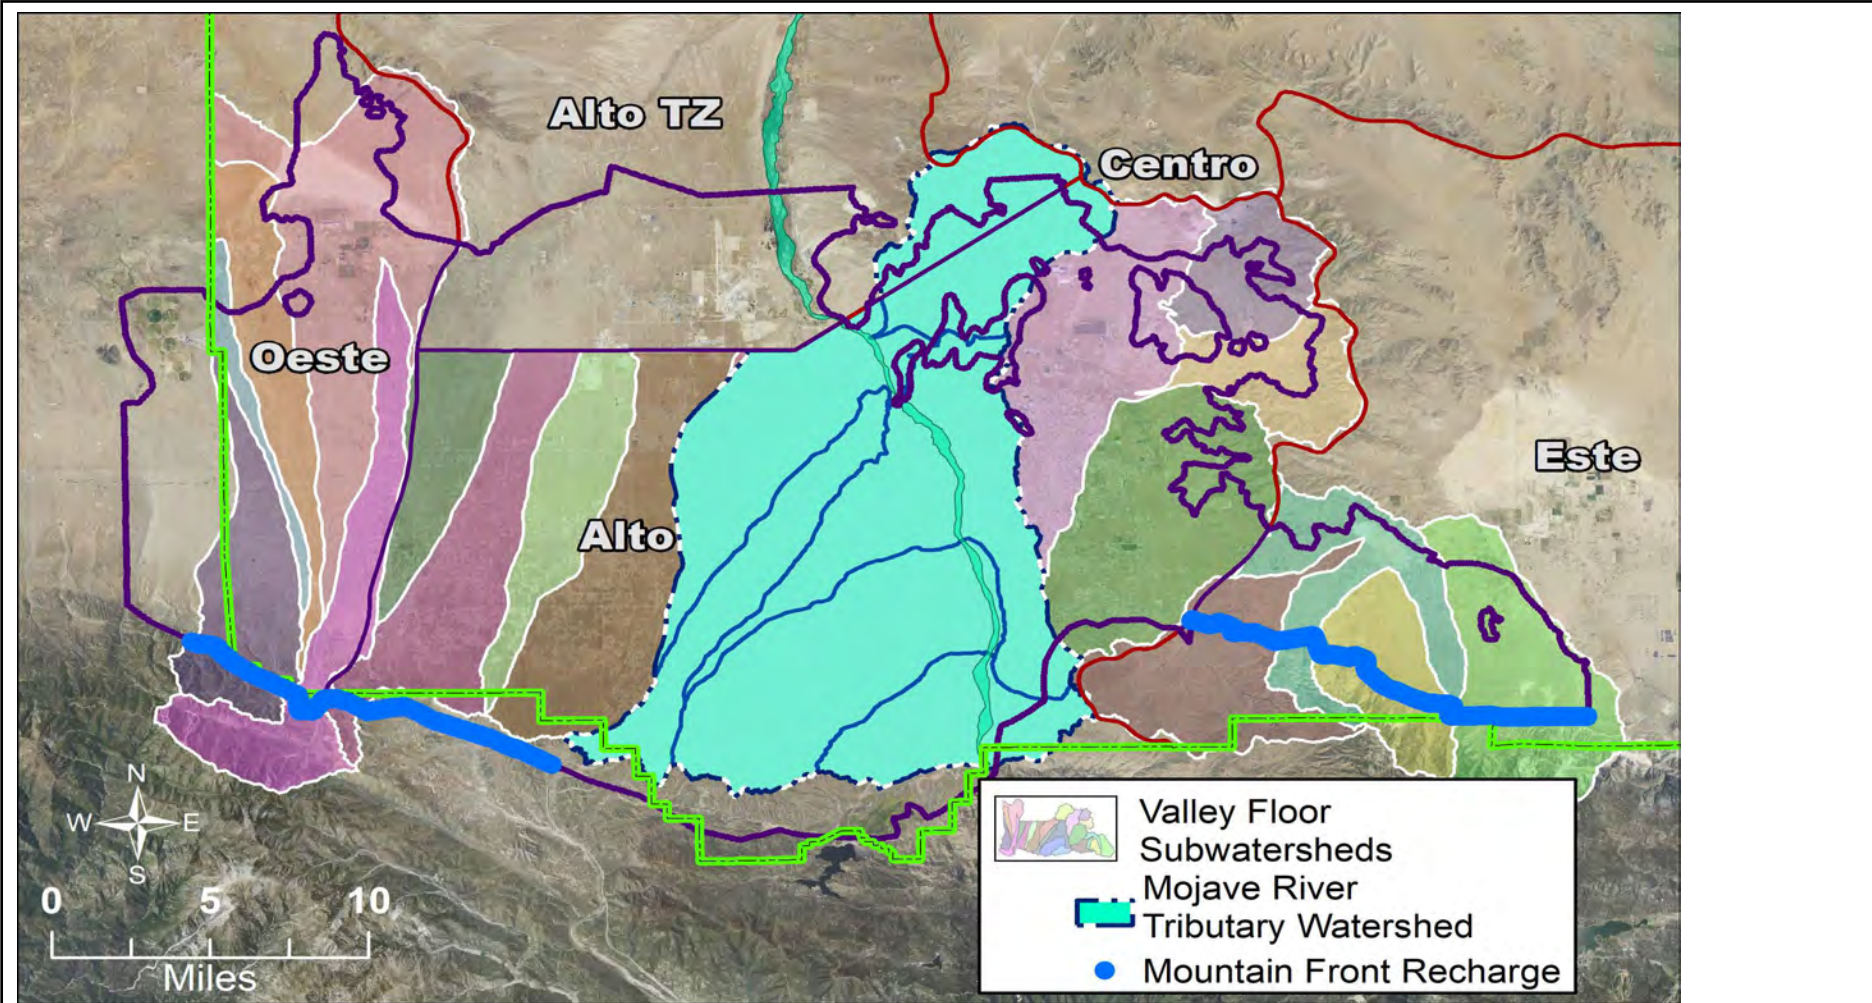 Alto TZ
Centro
Oeste
Este
Alto
N
W E
S
0 5 10
Miles
Valley Floor
Subwatersheds
Mojave River
Tributary Watershed
Mountain Front Recharge